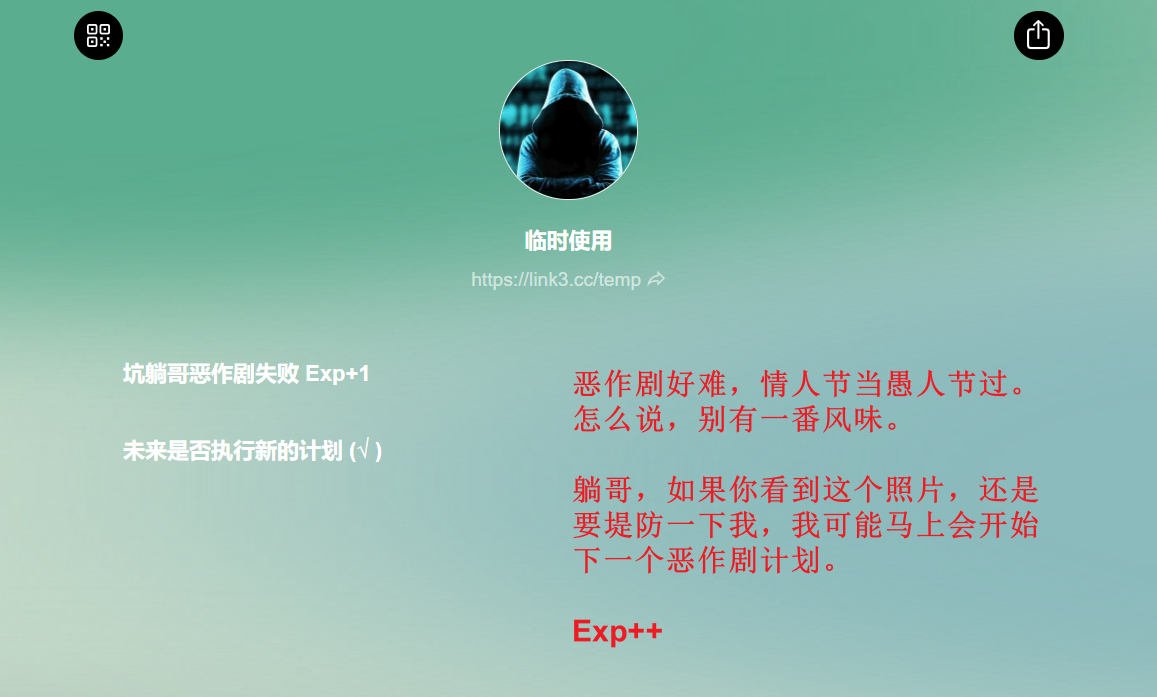 临时使用
https://link3.cc/temp
坑躺哥恶作剧失败 Exp+1
未来是否执行新的计划 (√ )
恶作剧好难，情人节当愚人节过。
怎么说，别有一番风味。
躺哥，如果你看到这个照片，还是
要堤防一下我，我可能马上会开始
下一个恶作剧计划。
Exp++